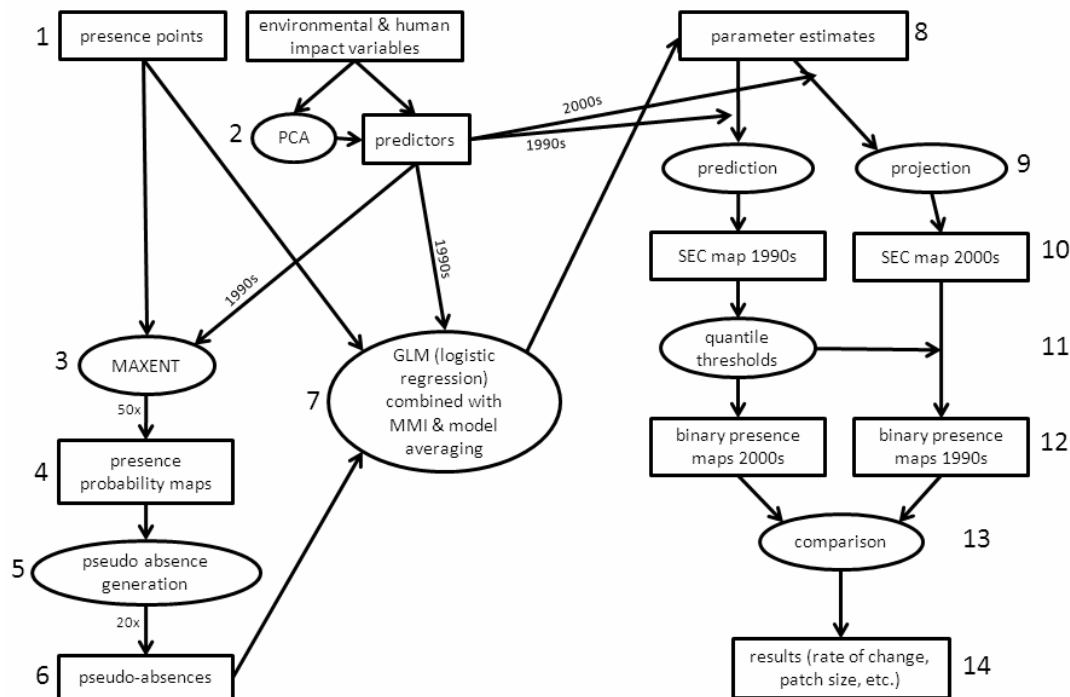 1
presence points
environmental & human
impact variables
parameter estimates
8
2
PCA
predictors
2000s
1990s
prediction
projection
9
1990s
1990s
SEC map 1990s
SEC map 2000s
10
3
MAXENT
50x
7
GLM (logistic
regression)
combined with
MMI & model
averaging
quantile
thresholds
11
4
presence
probability maps
binary presence
maps 2000s
binary presence
maps 1990s
12
5
pseudo absence
generation
20x
comparison
13
6
pseudo-absences
results (rate of change,
patch size, etc.)
14